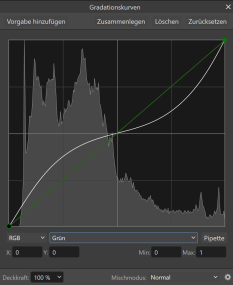 Gradationskurven
Vorgabe hinzufügen Zusammenlegen Löschen Zurücksetzen
RGB Grün Pipette
X: 0 Y: 0 Min: 0 Max: 1
Deckkraft: 100 % Mischmodus: Normal